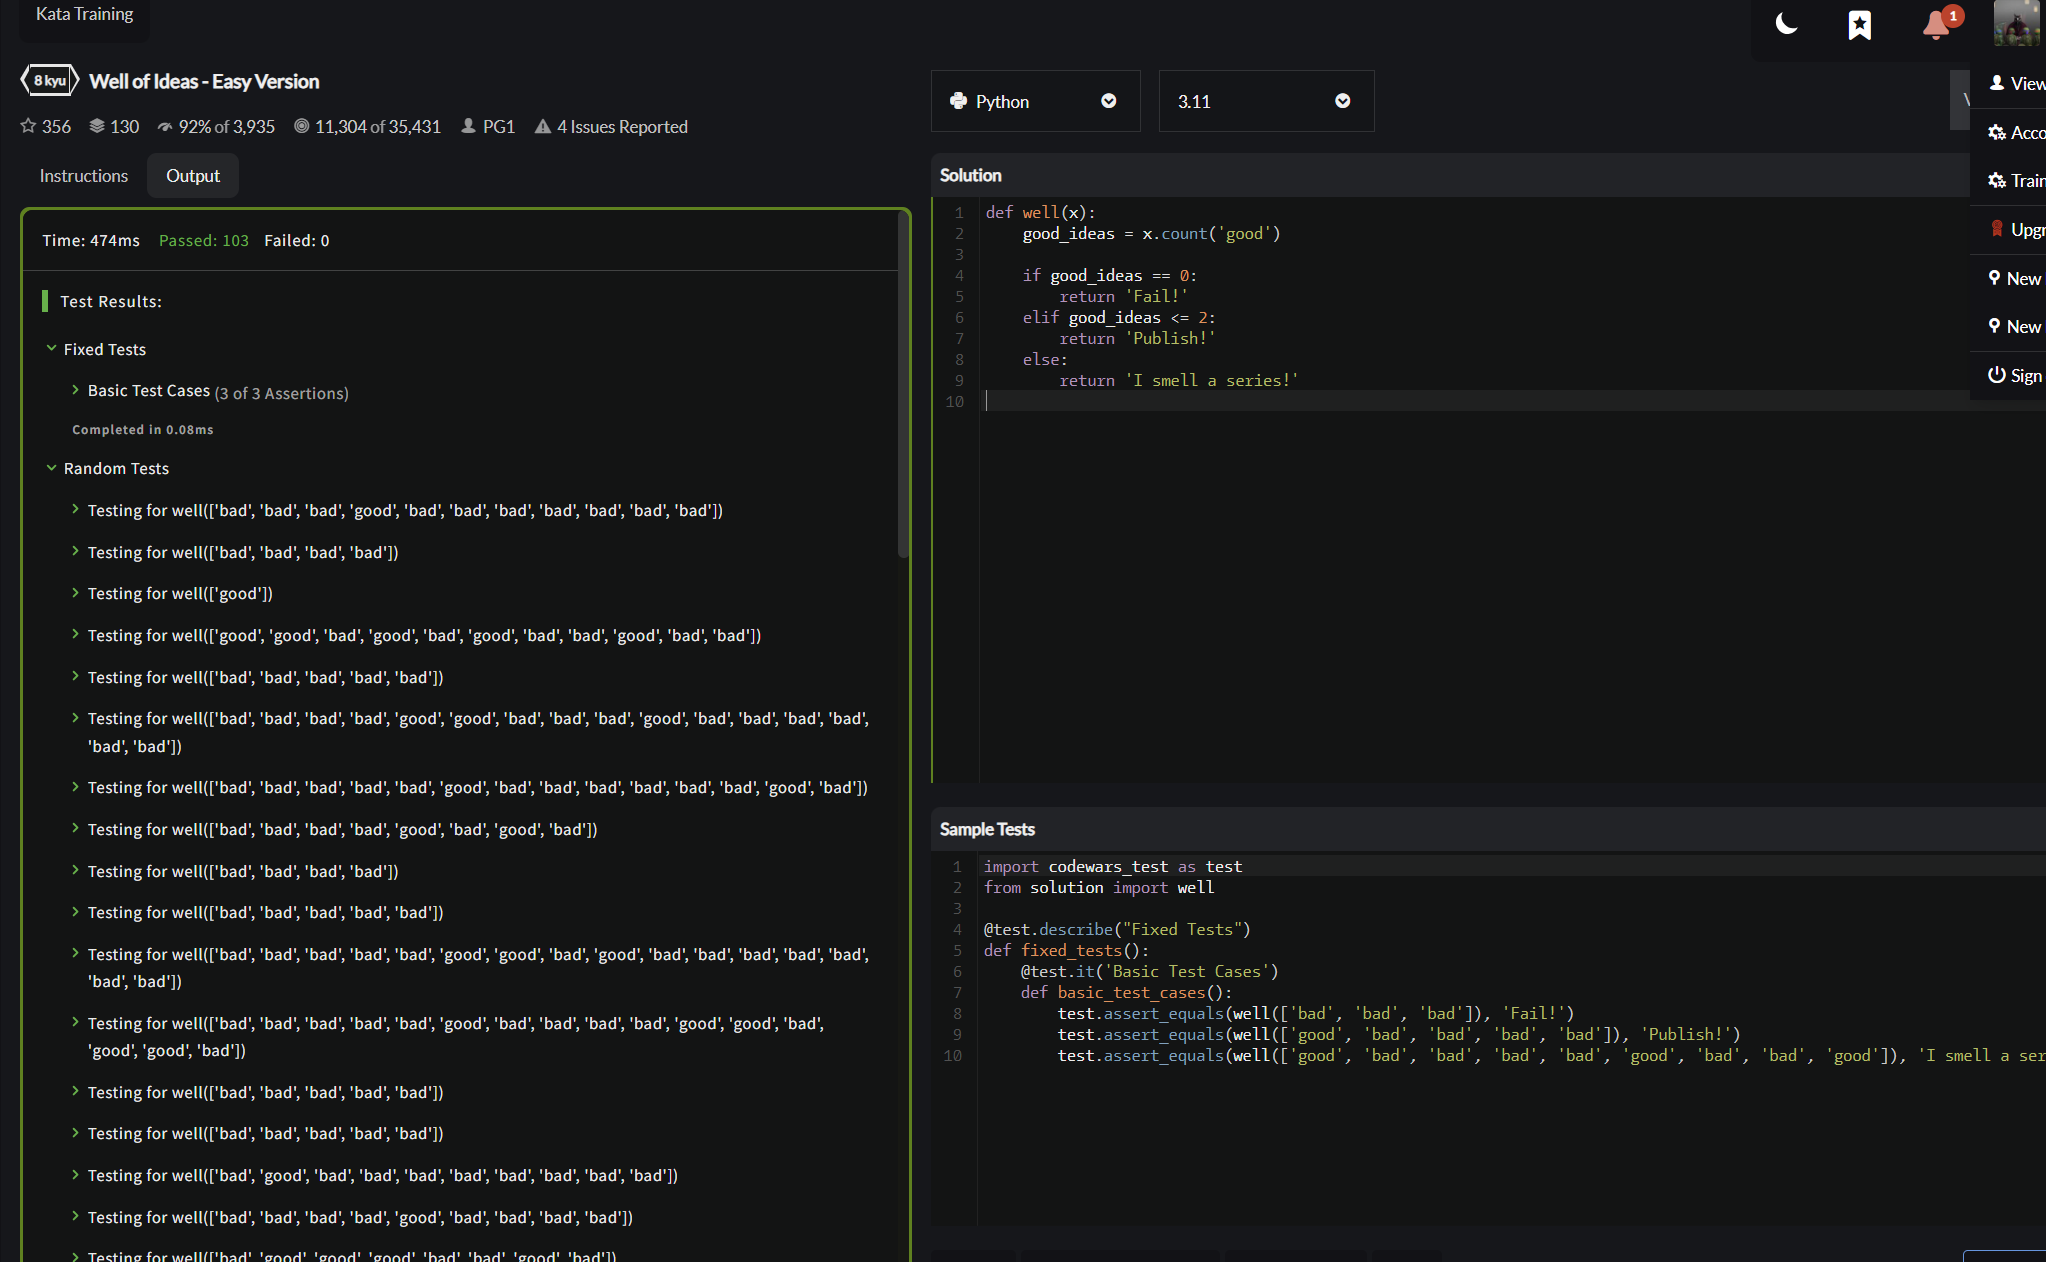 Kata Training
1
8 kyu Well of Ideas - Easy Version
356 130 92% of 3,935 11,304 of 35,431 PG1 4 Issues Reported
Instructions Output
Time: 474ms Passed: 103 Failed: 0
Test Results:
Fixed Tests
Basic Test Cases (3 of 3 Assertions)
Completed in 0.08ms
Random Tests
Testing for well(['bad', 'bad', 'bad', 'good', 'bad', 'bad', 'bad', 'bad', 'bad', 'bad', 'bad'])
Testing for well(['bad', 'bad', 'bad', 'bad'])
Testing for well(['good'])
Testing for well(['good', 'good', 'bad', 'good', 'bad', 'good', 'bad', 'bad', 'good', 'bad', 'bad'])
Testing for well(['bad', 'bad', 'bad', 'bad', 'bad'])
Testing for well(['bad', 'bad', 'bad', 'bad', 'good', 'good', 'bad', 'bad', 'bad', 'good', 'bad', 'bad', 'bad', 'bad',
'bad', 'bad'])
Testing for well(['bad', 'bad', 'bad', 'bad', 'bad', 'good', 'bad', 'bad', 'bad', 'bad', 'bad', 'bad', 'good', 'bad'])
Testing for well(['bad', 'bad', 'bad', 'bad', 'good', 'bad', 'good', 'bad'])
Testing for well(['bad', 'bad', 'bad', 'bad'])
Testing for well(['bad', 'bad', 'bad', 'bad', 'bad'])
Testing for well(['bad', 'bad', 'bad', 'bad', 'bad', 'good', 'good', 'bad', 'good', 'bad', 'bad', 'bad', 'bad', 'bad',
'bad', 'bad'])
Testing for well(['bad', 'bad', 'bad', 'bad', 'bad', 'good', 'bad', 'bad', 'bad', 'bad', 'good', 'good', 'bad',
'good', 'good', 'bad'])
Testing for well(['bad', 'bad', 'bad', 'bad', 'bad'])
Testing for well(['bad', 'bad', 'bad', 'bad', 'bad'])
Testing for well(['bad', 'good', 'bad', 'bad', 'bad', 'bad', 'bad', 'bad', 'bad', 'bad'])
Testing for well(['bad', 'bad', 'bad', 'bad', 'good', 'bad', 'bad', 'bad', 'bad'])
Testing for well(['bad', 'good', 'good', 'good', 'bad', 'bad', 'good', 'bad'])
Python 3.11
Solution
1 def well(x):
2     good_ideas = x.count('good')
3
4     if good_ideas == 0:
5         return 'Fail!'
6     elif good_ideas <= 2:
7         return 'Publish!'
8     else:
9         return 'I smell a series!'
10
Sample Tests
1 import codewars_test as test
2 from solution import well
3
4 @test.describe("Fixed Tests")
5 def fixed_tests():
6     @test.it('Basic Test Cases')
7     def basic_test_cases():
8         test.assert_equals(well(['bad', 'bad', 'bad']), 'Fail!')
9         test.assert_equals(well(['good', 'bad', 'bad', 'bad', 'bad']), 'Publish!')
10         test.assert_equals(well(['good', 'bad', 'bad', 'bad', 'bad', 'good', 'bad', 'bad', 'good']), 'I smell a ser
View
Acco
Train
Upgr
New
New
Sign